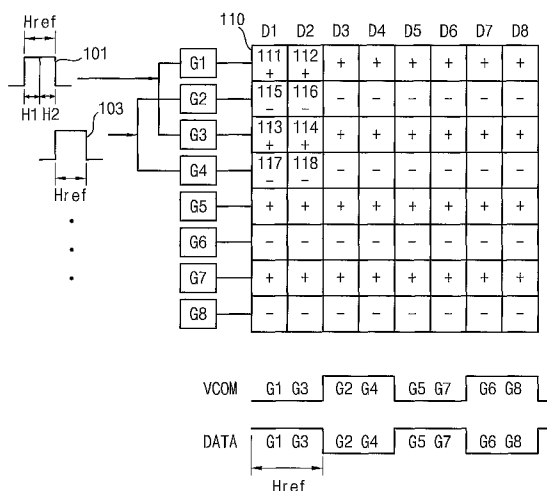 Href
101
H1 H2
103
Href
110 D1 D2 D3 D4 D5 D6 D7 D8
G1 111 112 + + + + + +
+ +
G2 115 116 − − − − − −
− −
G3 113 114 + + + + + +
+ +
G4 117 118 − − − − − −
− −
G5 + + + + + + + +
G6 − − − − − − − −
G7 + + + + + + + +
G8 − − − − − − − −
VCOM G1 G3 G2 G4 G5 G7 G6 G8
DATA G1 G3 G2 G4 G5 G7 G6 G8
Href